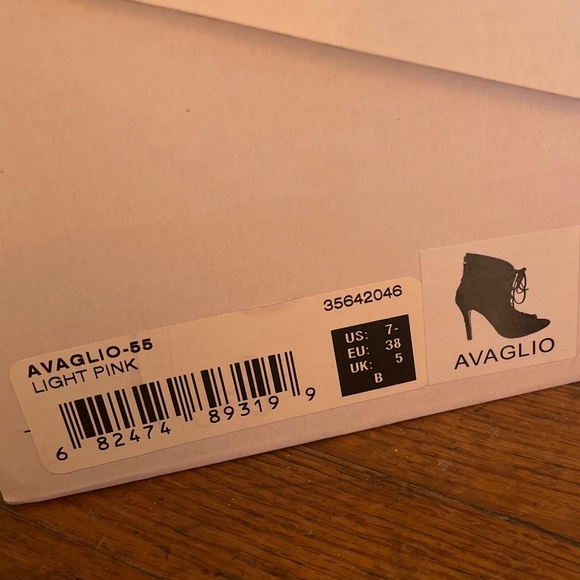 35642046
AVAGLIO-55
LIGHT PINK
6 82474 89319 9
US: 7-
EU: 38
UK: 5
B
AVAGLIO